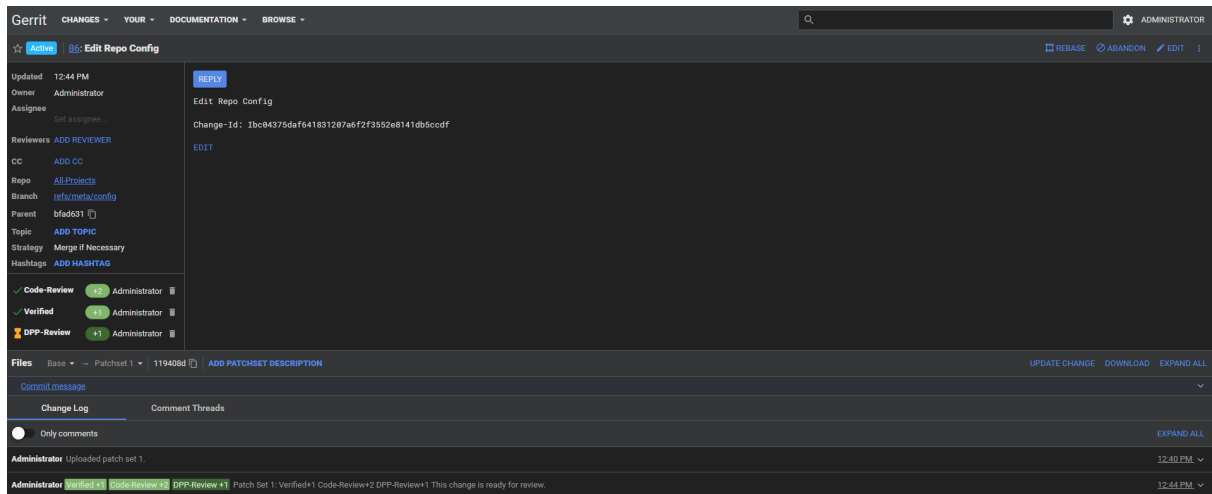 Gerrit CHANGES YOUR DOCUMENTATION BROWSE ADMINISTRATOR
Active 86: Edit Repo Config REBASE ABANDON EDIT
Updated 12:44 PM
Owner Administrator
Assignee
Set assignee...
Reviewers ADD REVIEWER
CC ADD CC
Repo All-Projects
Branch refs/meta/config
Parent bfad631
Topic ADD TOPIC
Strategy Merge if Necessary
Hashtags ADD HASHTAG
Code-Review +2 Administrator
Verified +1 Administrator
DPP-Review +1 Administrator
REPLY
Edit Repo Config
Change-Id: Ibc04375daf641831207a6f2f3552e8141db5ccdf
EDIT
Files Base → Patchset 1 119408d ADD PATCHSET DESCRIPTION UPDATE CHANGE DOWNLOAD EXPAND ALL
Commit message
Change Log Comment Threads
Only comments EXPAND ALL
Administrator Uploaded patch set 1. 12:40 PM
Administrator Verified +1 Code-Review +2 DPP-Review +1 Patch Set 1: Verified+1 Code-Review+2 DPP-Review+1 This change is ready for review. 12:44 PM